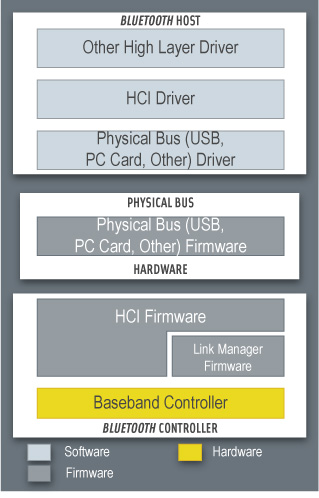 BLUETOOTH HOST
Other High Layer Driver
HCI Driver
Physical Bus (USB,
PC Card, Other) Driver
PHYSICAL BUS
Physical Bus (USB,
PC Card, Other) Firmware
HARDWARE
HCI Firmware
Link Manager
Firmware
Baseband Controller
BLUETOOTH CONTROLLER
Software
Hardware
Firmware